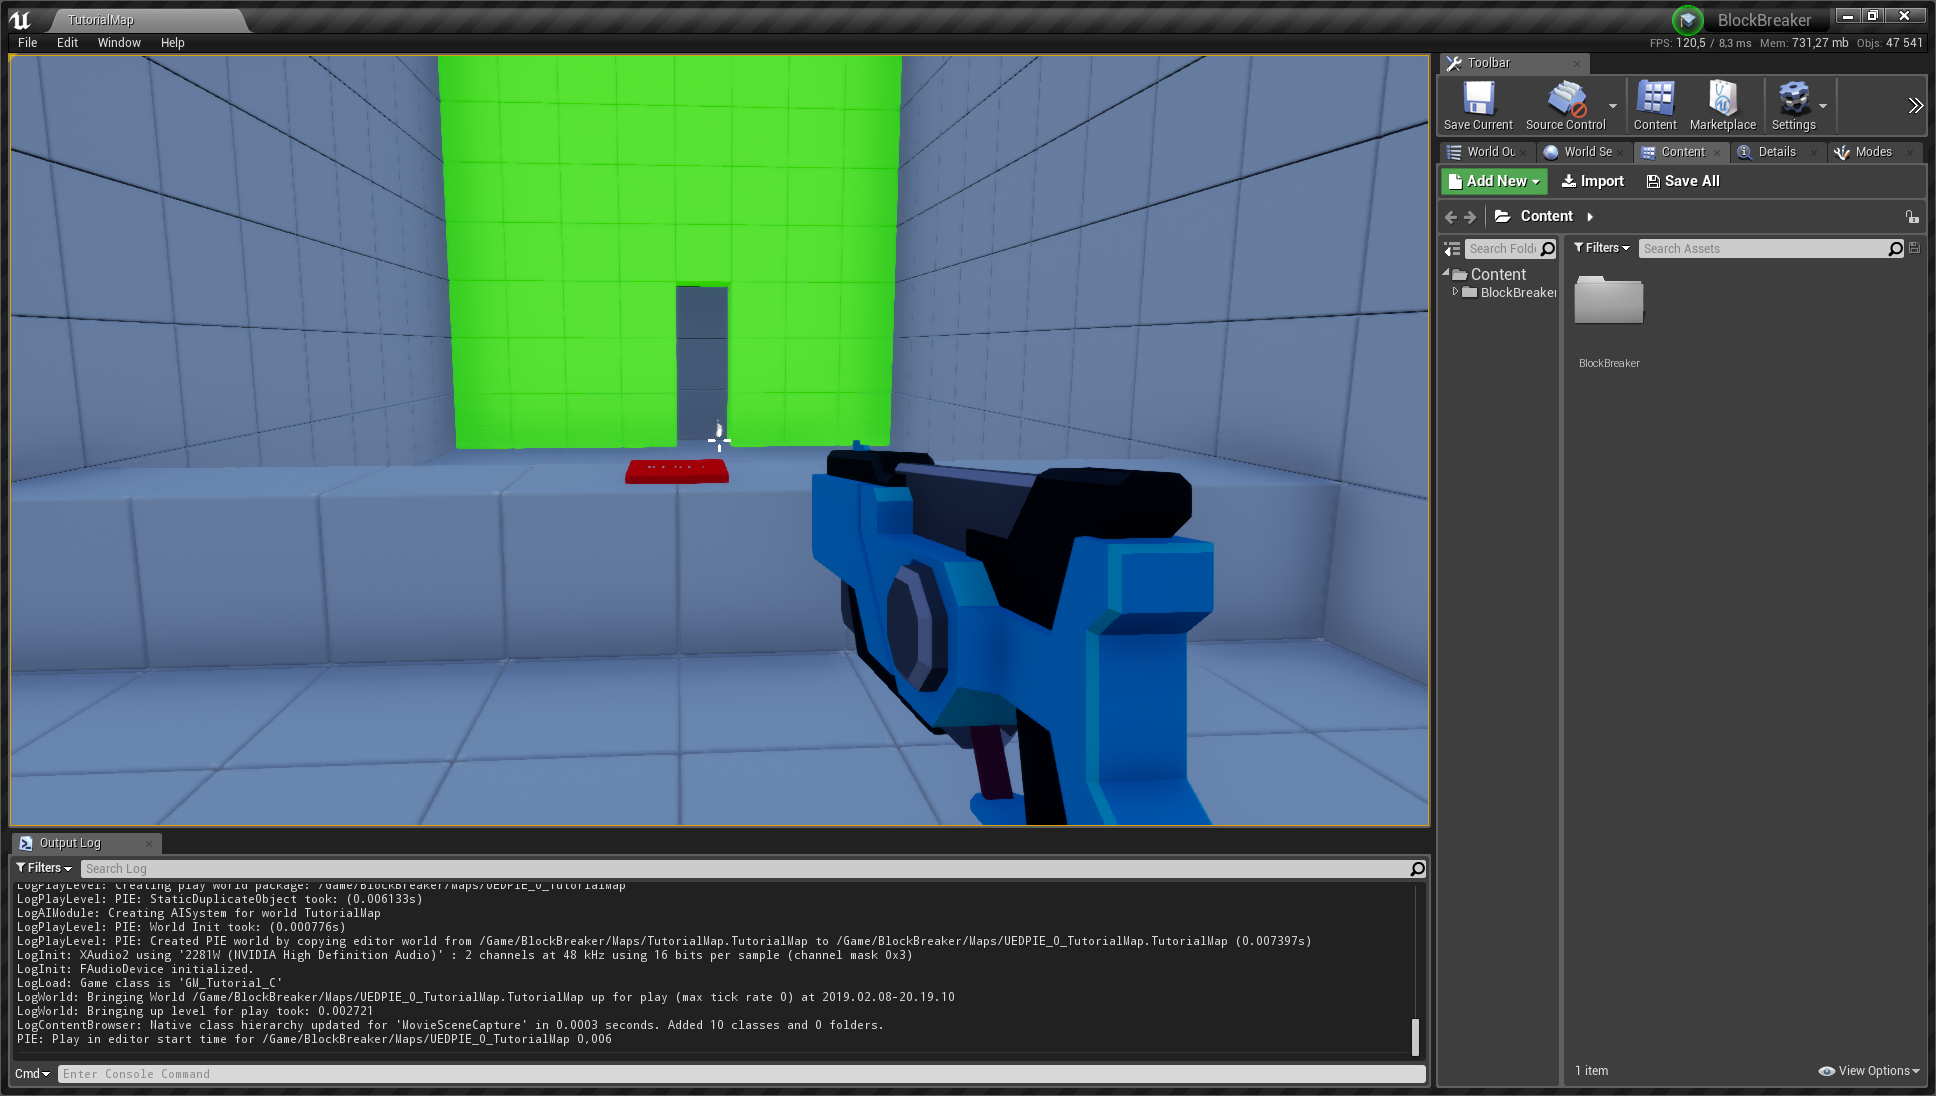 TutorialMap
BlockBreaker
File Edit Window Help
FPS: 120,5 / 8,3 ms Mem: 731,27 mb Objs: 47 541
Toolbar
Save Current Source Control Content Marketplace Settings
World Ou World Se Content Details Modes
Add New Import Save All
Content
Search Folde Filters Search Assets
Content
BlockBreaker
BlockBreaker
Output Log
Filters Search Log
LogPlayLevel: Creating play world package: /Game/BlockBreaker/Maps/UEDPIE_0_TutorialMap
LogPlayLevel: PIE: StaticDuplicateObject took: (0.006133s)
LogAIModule: Creating AISystem for world TutorialMap
LogPlayLevel: PIE: World Init took: (0.000776s)
LogPlayLevel: PIE: Created PIE world by copying editor world from /Game/BlockBreaker/Maps/TutorialMap.TutorialMap to /Game/BlockBreaker/Maps/UEDPIE_0_TutorialMap.TutorialMap (0.007397s)
LogInit: XAudio2 using '2281W (NVIDIA High Definition Audio)' : 2 channels at 48 kHz using 16 bits per sample (channel mask 0x3)
LogInit: FAudioDevice initialized.
LogLoad: Game class is 'GM_Tutorial_C'
LogWorld: Bringing World /Game/BlockBreaker/Maps/UEDPIE_0_TutorialMap.TutorialMap up for play (max tick rate 0) at 2019.02.08-20.19.10
LogWorld: Bringing up level for play took: 0.002721
LogContentBrowser: Native class hierarchy updated for 'MovieSceneCapture' in 0.0003 seconds. Added 10 classes and 0 folders.
PIE: Play in editor start time for /Game/BlockBreaker/Maps/UEDPIE_0_TutorialMap 0,006
Cmd Enter Console Command
1 item View Options